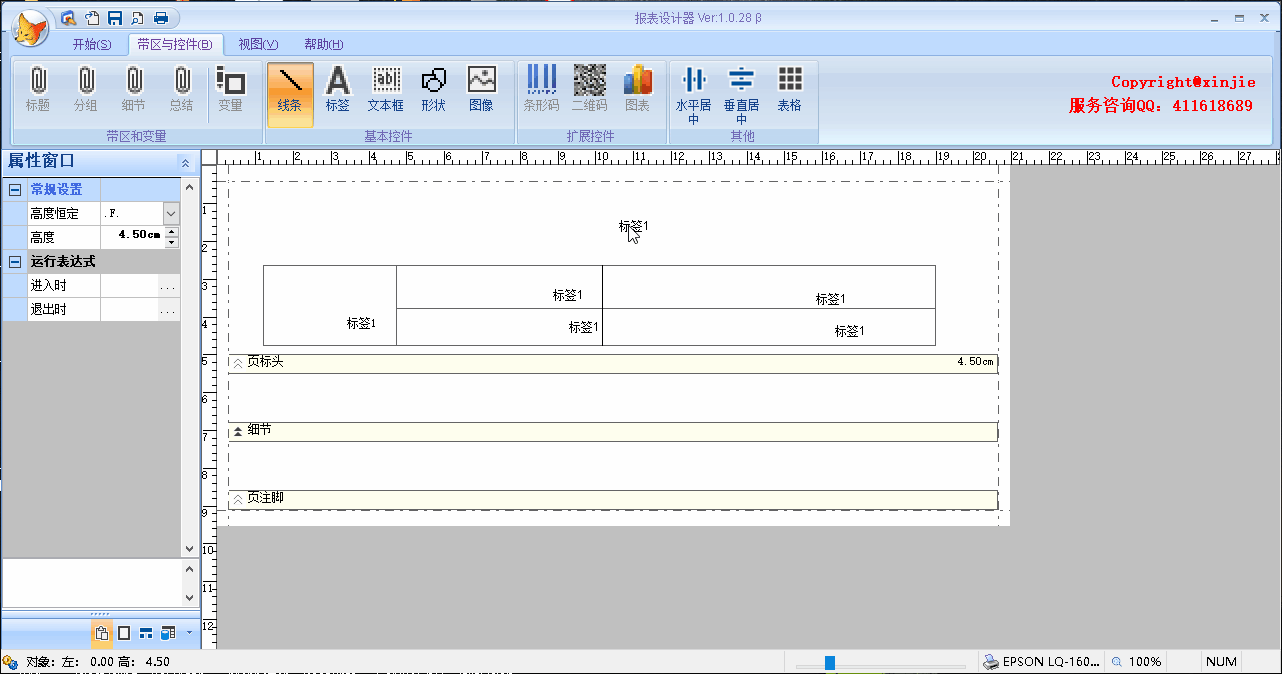 报表设计器 Ver:1.0.28 β
开始(S) 带区与控件(B) 视图(V) 帮助(H)
标题 分组 细节 总结 变量 线条 标签 文本框 形状 图像 条形码 二维码 图表 水平居中 垂直居中 表格
带区和变量 基本控件 扩展控件 其他
Copyright@xinjie
服务咨询QQ: 411618689
属性窗口
常规设置
高度恒定 .F.
高度 4.50cm
运行表达式
进入时 ...
退出时 ...
1 2 3 4 5 6 7 8 9 10 11 12 13 14 15 16 17 18 19 20 21 22 23 24 25 26 27
1
2
3
4
5
6
7
8
9
10
11
12
标签1
标签1 标签1
标签1 标签1 标签1
页标头 4.50cm
细节
页注脚
对象: 左: 0.00 高: 4.50 EPSON LQ-160... 100% NUM